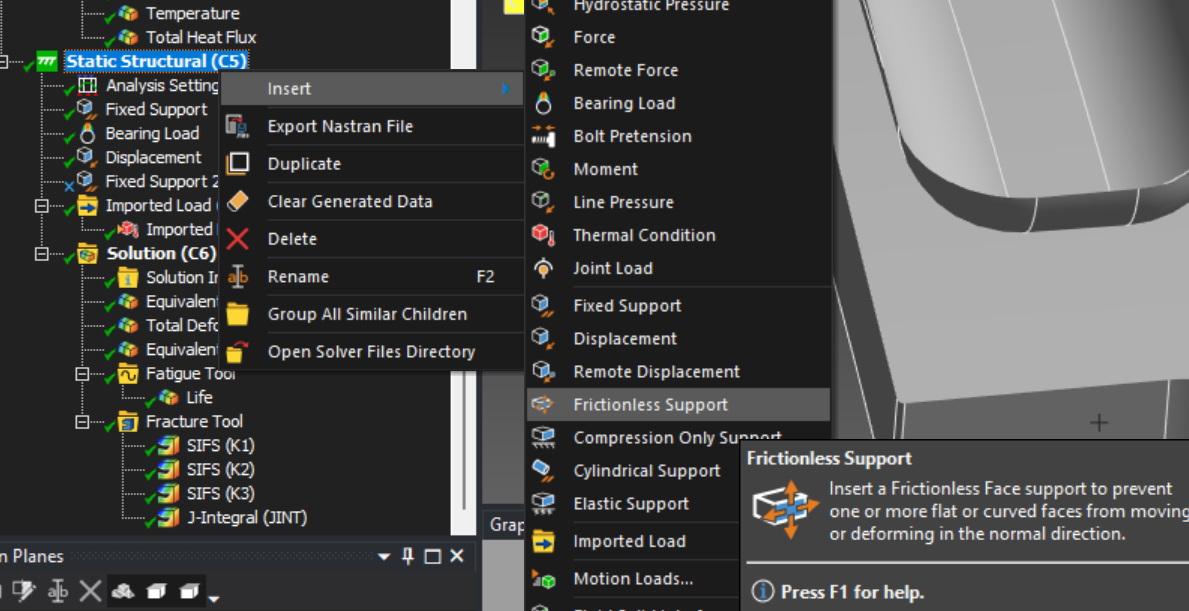 Temperature
Total Heat Flux
Static Structural (C5)
Analysis Setting
Fixed Support
Bearing Load
Displacement
Fixed Support 2
Imported Load
Imported
Solution (C6)
Solution
Equivalen
Total Defo
Equivalen
Fatigue Tool
Life
Fracture Tool
SIFS (K1)
SIFS (K2)
SIFS (K3)
J-Integral (JINT)
n Planes
Insert
Export Nastran File
Duplicate
Clear Generated Data
Delete
Rename F2
Group All Similar Children
Open Solver Files Directory
Grap
Hydrostatic Pressure
Force
Remote Force
Bearing Load
Bolt Pretension
Moment
Line Pressure
Thermal Condition
Joint Load
Fixed Support
Displacement
Remote Displacement
Frictionless Support
Compression Only Support
Cylindrical Support
Elastic Support
Imported Load
Motion Loads...
Frictionless Support
Insert a Frictionless Face support to prevent
one or more flat or curved faces from moving
or deforming in the normal direction.
Press F1 for help.